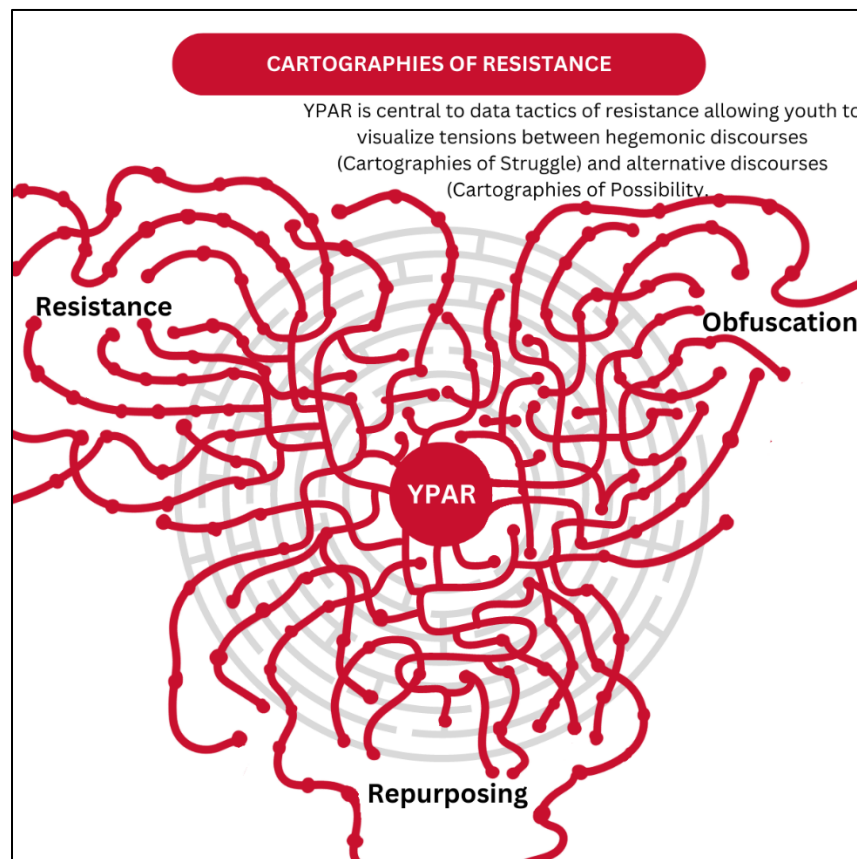 CARTOGRAPHIES OF RESISTANCE
YPAR is central to data tactics of resistance allowing youth to
visualize tensions between hegemonic discourses
(Cartographies of Struggle) and alternative discourses
(Cartographies of Possibility.
Resistance
Obfuscation
YPAR
Repurposing